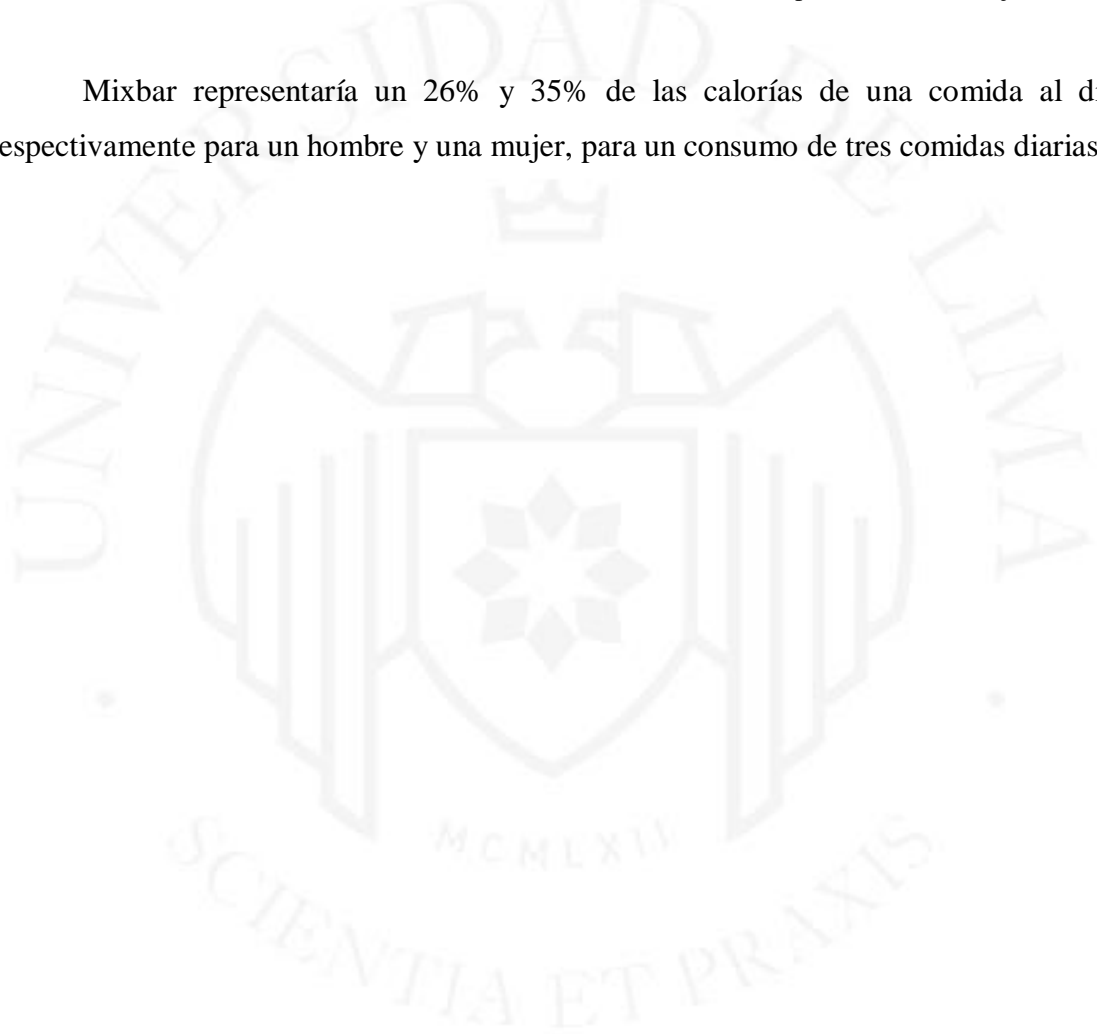 Mixbar representaría un 26% y 35% de las calorías de una comida al d
espectivamente para un hombre y una mujer, para un consumo de tres comidas diarias
UNIVERSIDAD DE LIMA
MCMLXII
SCIENTIA ET PRAXIS